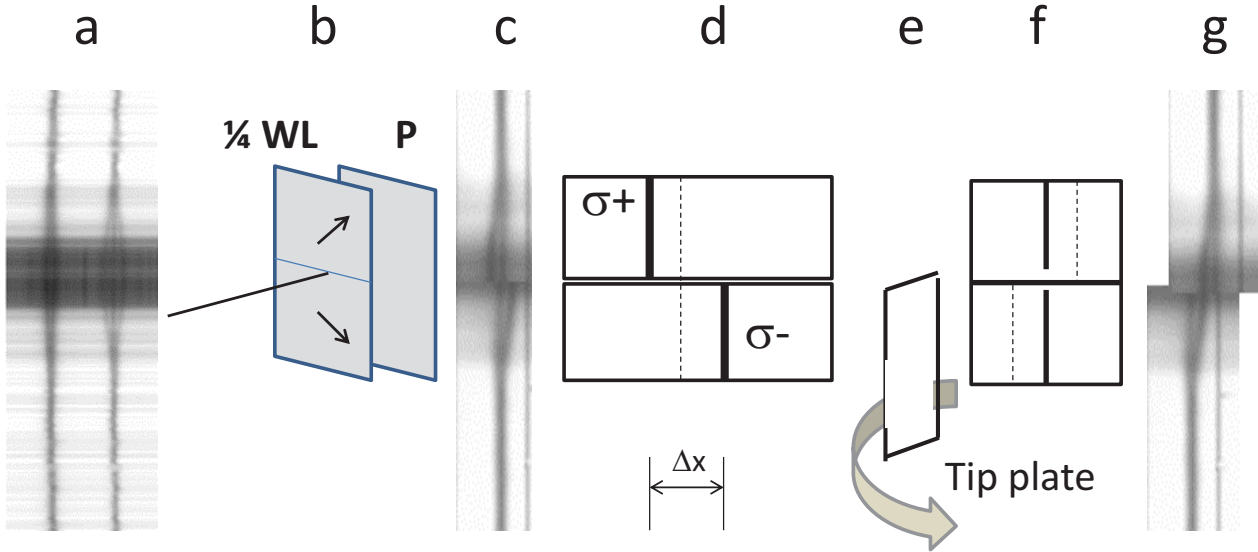 a b c d e f g
¼ WL P
σ+
σ-
Δx
Tip plate